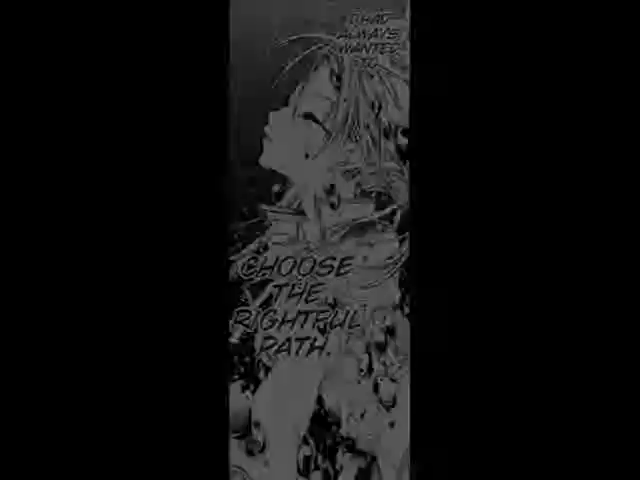 I HAD
ALWAYS
WANTED
TO
CHOOSE
THE
RIGHTFUL
PATH.